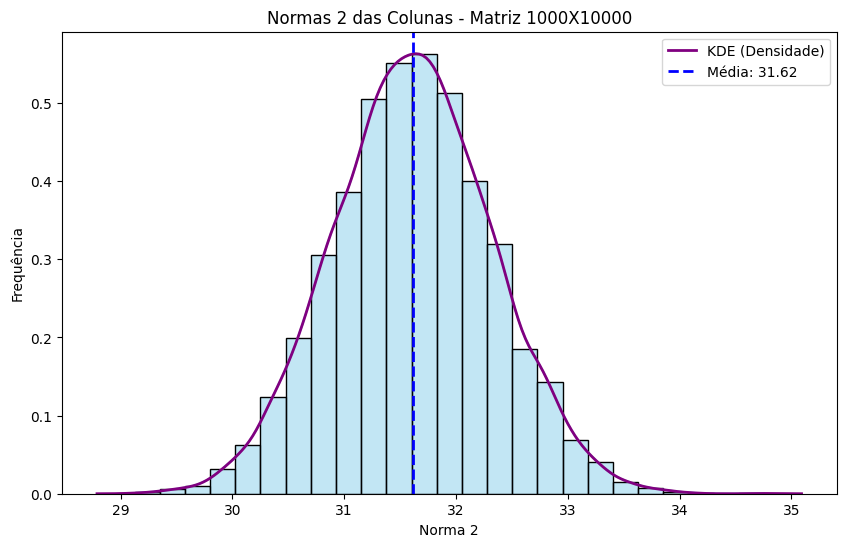 Normas 2 das Colunas - Matriz 1000X10000
KDE (Densidade)
Média: 31.62
Frequência
0.5
0.4
0.3
0.2
0.1
0.0
29 30 31 32 33 34 35
Norma 2